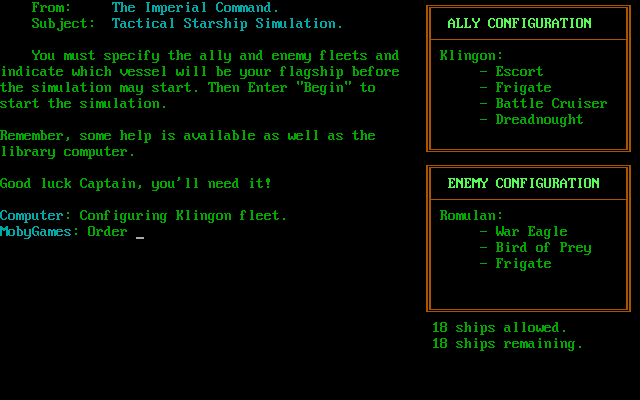 From: The Imperial Command.
Subject: Tactical Starship Simulation.
You must specify the ally and enemy fleets and
indicate which vessel will be your flagship before
the simulation may start. Then Enter "Begin" to
start the simulation.
Remember, some help is available as well as the
library computer.
Good luck Captain, you'll need it!
Computer: Configuring Klingon fleet.
MobyGames: Order _
ALLY CONFIGURATION
Klingon:
- Escort
- Frigate
- Battle Cruiser
- Dreadnought
ENEMY CONFIGURATION
Romulan:
- War Eagle
- Bird of Prey
- Frigate
18 ships allowed.
18 ships remaining.